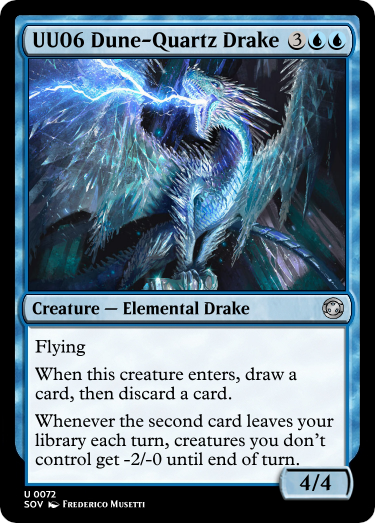 UU06 Dune-Quartz Drake 3
Creature — Elemental Drake
Flying
When this creature enters, draw a
card, then discard a card.
Whenever the second card leaves your
library each turn, creatures you don't
control get -2/-0 until end of turn.
4/4
U 0072
SOV Frederico Musetti